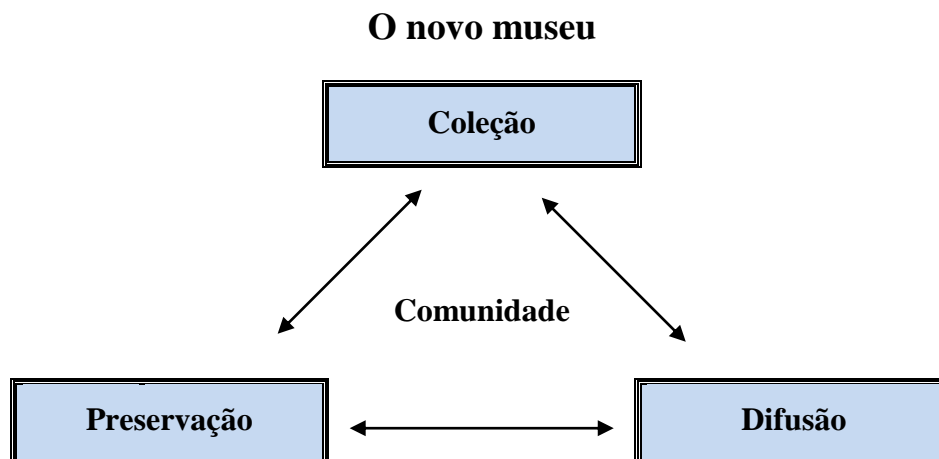 O novo museu
Coleção
Comunidade
Preservação
Difusão